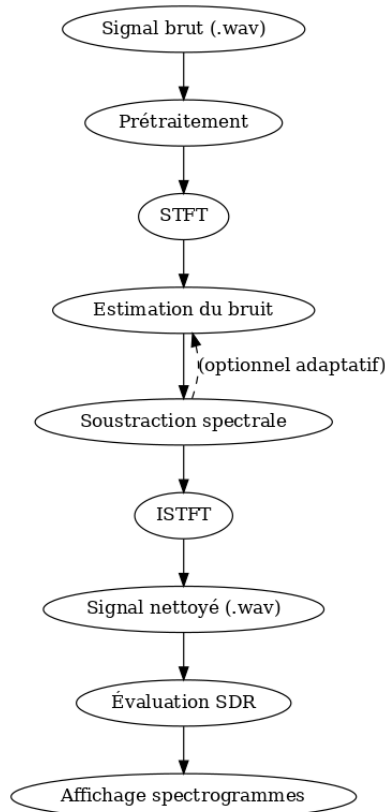 Signal brut (.wav)
Prétraitement
STFT
Estimation du bruit
(optionnel adaptatif)
Soustraction spectrale
ISTFT
Signal nettoyé (.wav)
Évaluation SDR
Affichage spectrogrammes